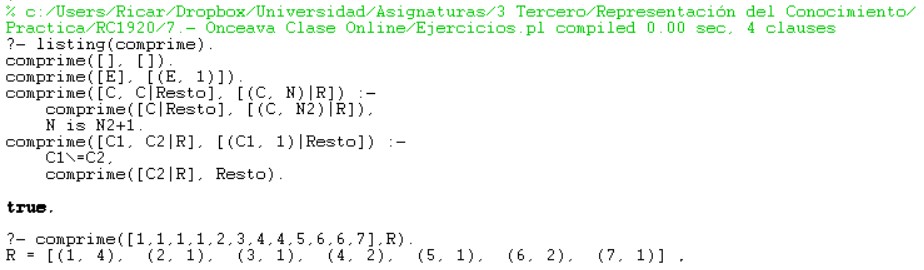 % c:/Users/Ricar/Dropbox/Universidad/Asignaturas/3 Tercero/Representación del Conocimiento/
Practica/RC1920/7.- Onceava Clase Online/Ejercicios.pl compiled 0.00 sec, 4 clauses
?- listing(comprime).
comprime([], []).
comprime([E], [(E, 1)]).
comprime([C, C|Resto], [(C, N)|R]) :-
    comprime([C|Resto], [(C, N2)|R]),
    N is N2+1.
comprime([C1, C2|R], [(C1, 1)|Resto]) :-
    C1\=C2,
    comprime([C2|R], Resto).
true.
?- comprime([1,1,1,1,2,3,4,4,5,6,6,7],R).
R = [(1, 4),  (2, 1),  (3, 1),  (4, 2),  (5, 1),  (6, 2),  (7, 1)] .